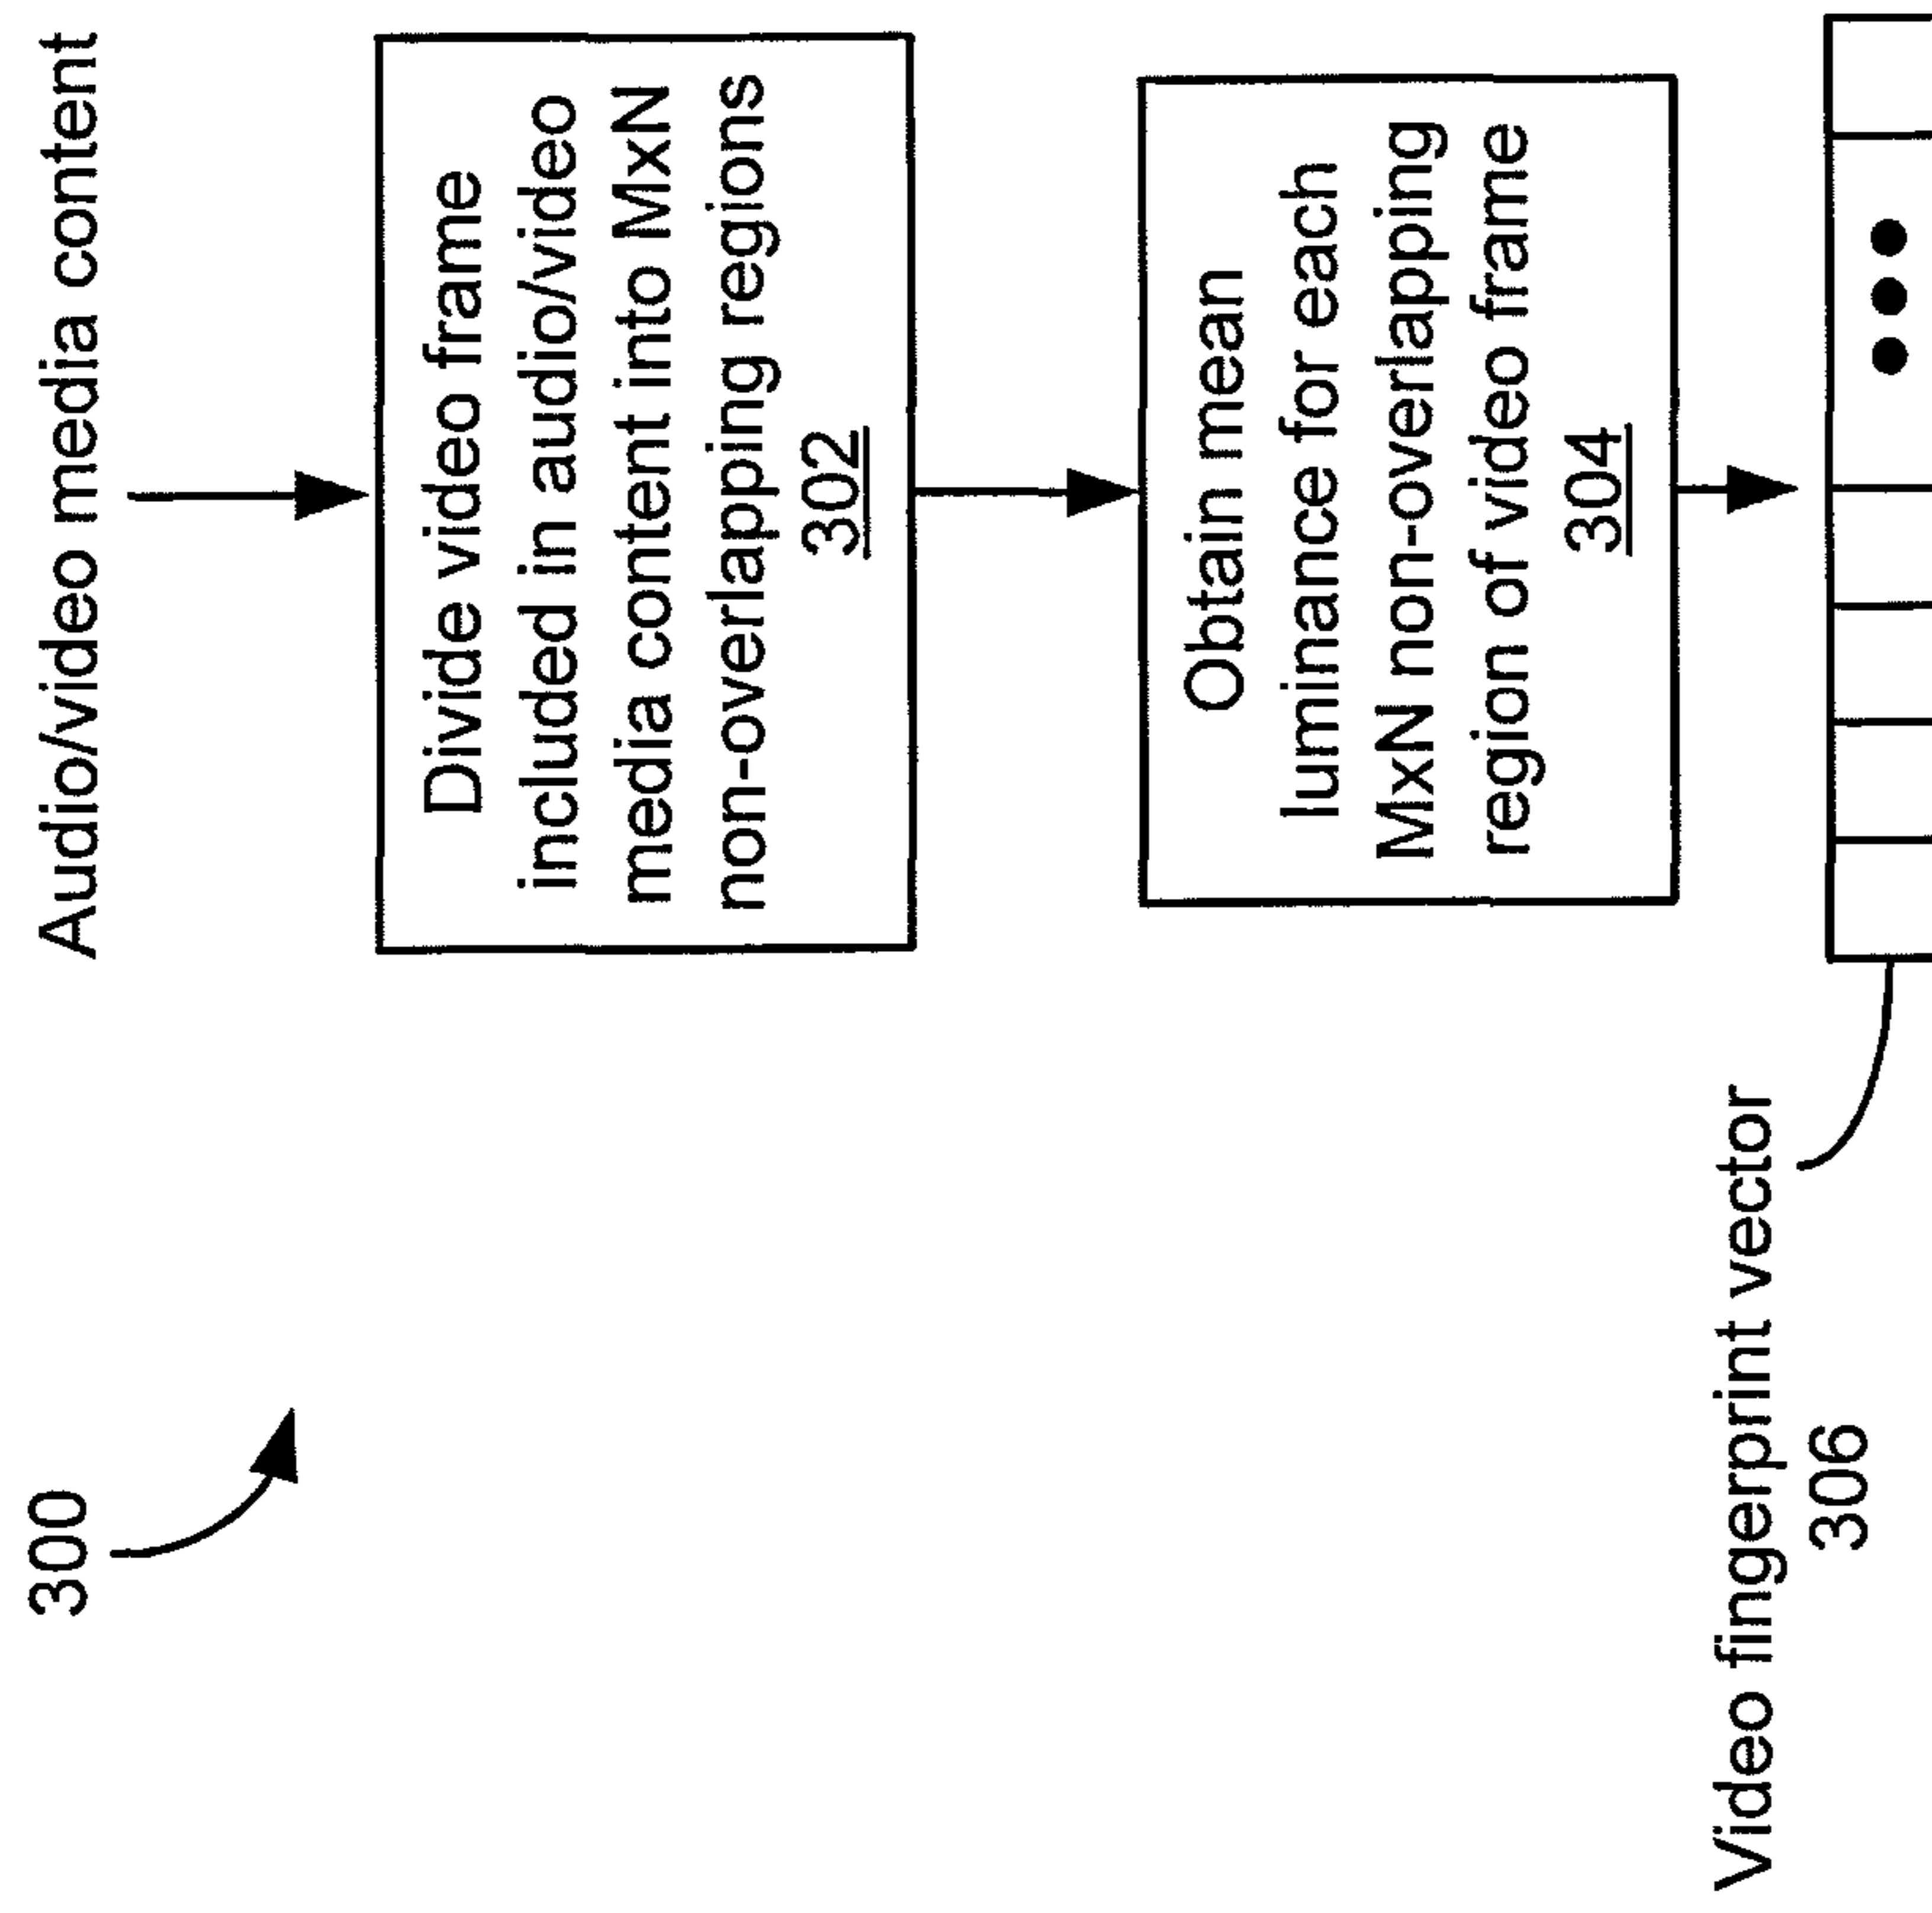 300
Audio/video media content
Divide video frame
included in audio/video
media content into MxN
non-overlapping regions
302
Obtain mean
luminance for each
MxN non-overlapping
region of video frame
304
Video fingerprint vector
306